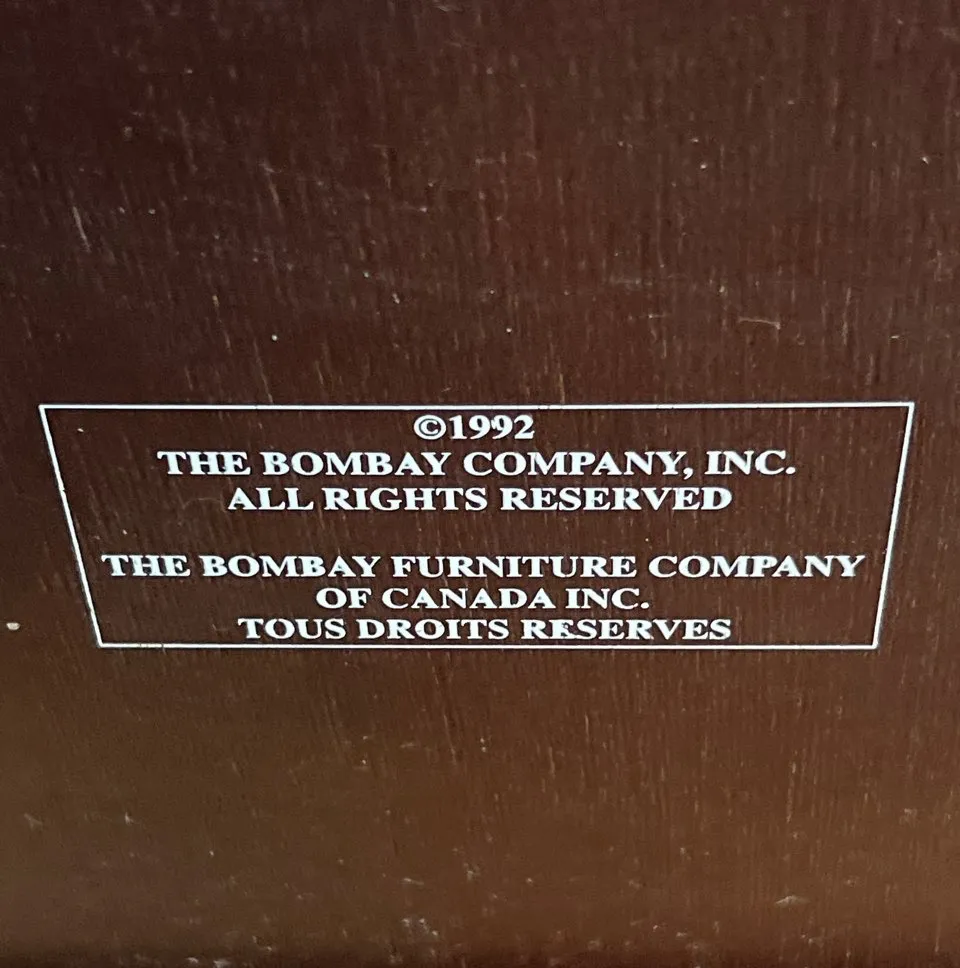 ©1992
THE BOMBAY COMPANY, INC.
ALL RIGHTS RESERVED
THE BOMBAY FURNITURE COMPANY
OF CANADA INC.
TOUS DROITS RESERVES